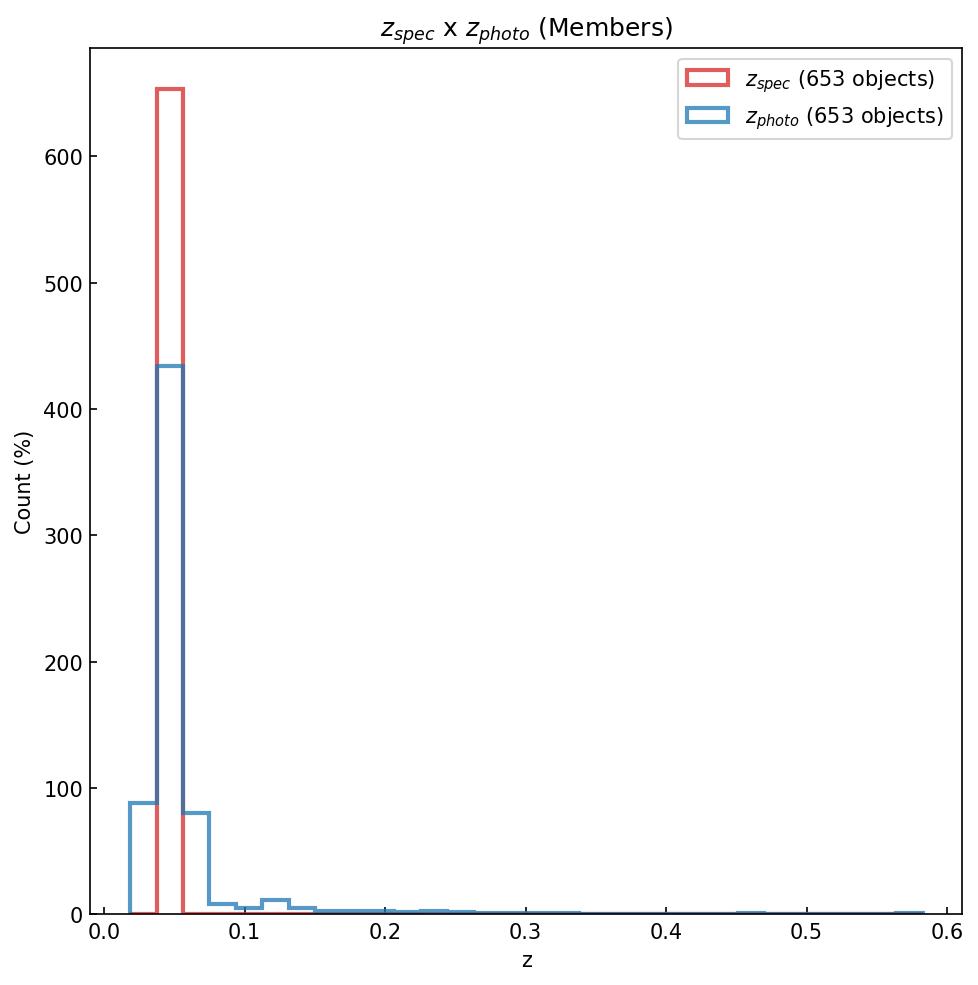 z_spec x z_photo (Members)
z_spec (653 objects)
z_photo (653 objects)
Count (%)
600
500
400
300
200
100
0
0.0 0.1 0.2 0.3 0.4 0.5 0.6
z